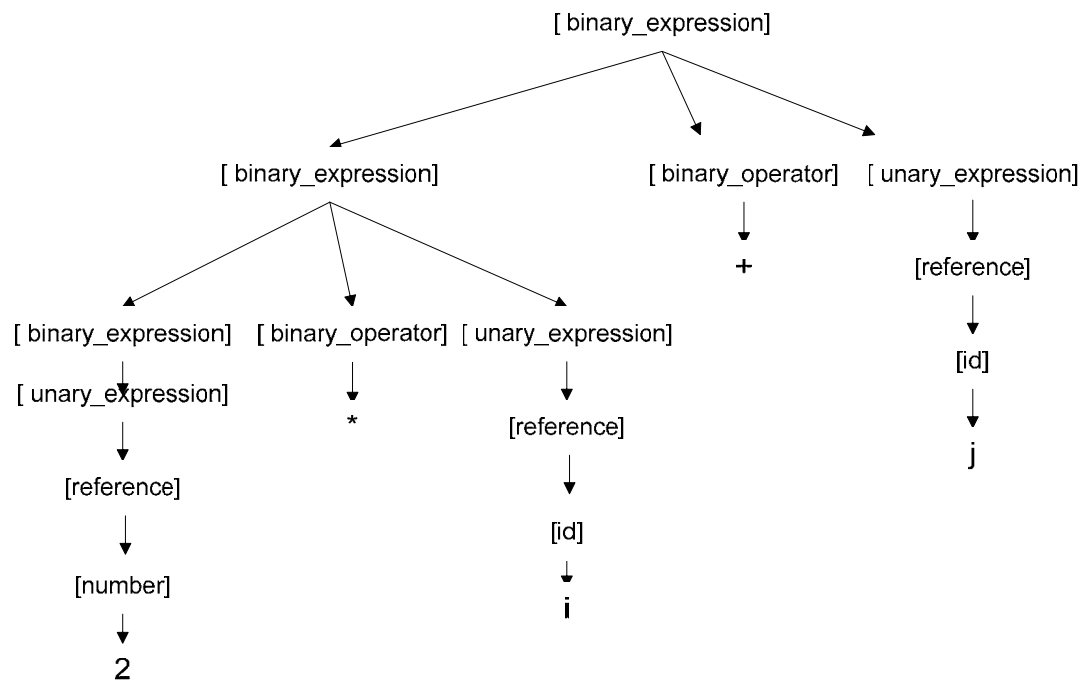 [ binary_expression]
[ binary_expression] [ binary_operator] [ unary_expression]
+ [reference]
[ binary_expression] [ binary_operator] [ unary_expression]
[id]
[ unary_expression]
* [reference]
j
[reference]
[id]
[number]
i
2